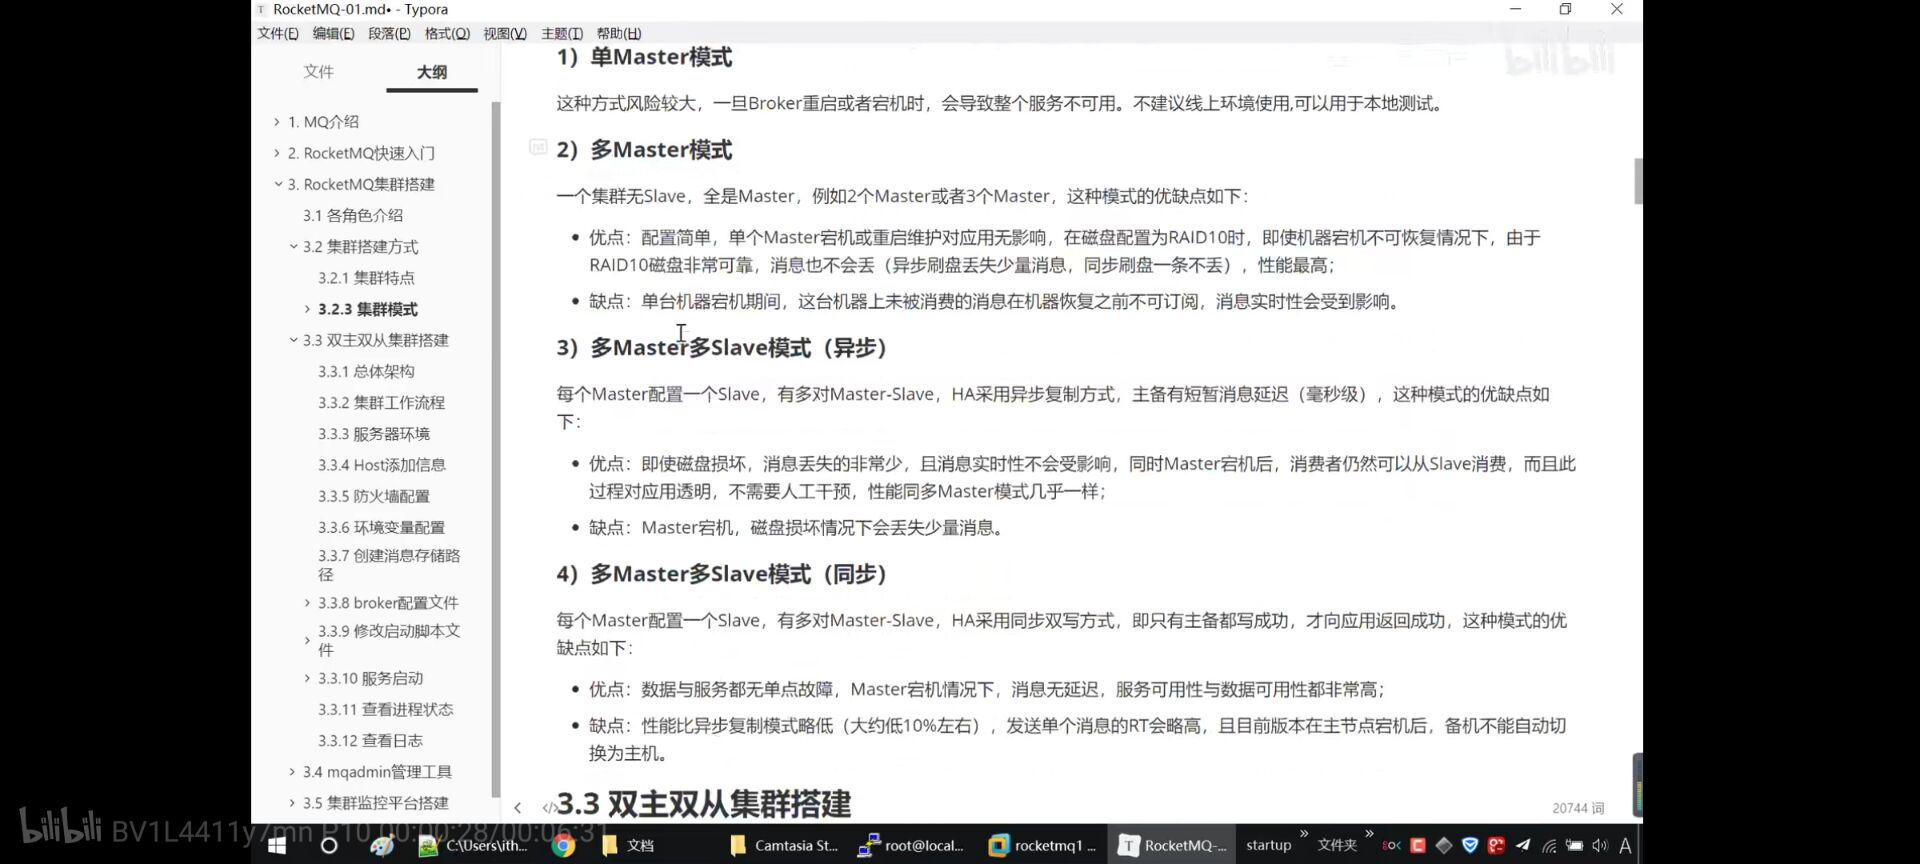 RocketMQ-01.md• - Typora
文件(F) 编辑(E) 段落(P) 格式(O) 视图(V) 主题(T) 帮助(H)
文件 大纲
1. MQ介绍
2. RocketMQ快速入门
3. RocketMQ集群搭建
3.1 各角色介绍
3.2 集群搭建方式
3.2.1 集群特点
3.2.3 集群模式
3.3 双主双从集群搭建
3.3.1 总体架构
3.3.2 集群工作流程
3.3.3 服务器环境
3.3.4 Host添加信息
3.3.5 防火墙配置
3.3.6 环境变量配置
3.3.7 创建消息存储路
径
3.3.8 broker配置文件
3.3.9 修改启动脚本文
件
3.3.10 服务启动
3.3.11 查看进程状态
3.3.12 查看日志
3.4 mqadmin管理工具
3.5 集群监控平台搭建
1）单Master模式
这种方式风险较大，一旦Broker重启或者宕机时，会导致整个服务不可用。不建议线上环境使用,可以用于本地测试。
2）多Master模式
一个集群无Slave，全是Master，例如2个Master或者3个Master，这种模式的优缺点如下：
• 优点：配置简单，单个Master宕机或重启维护对应用无影响，在磁盘配置为RAID10时，即使机器宕机不可恢复情况下，由于
RAID10磁盘非常可靠，消息也不会丢（异步刷盘丢失少量消息，同步刷盘一条不丢），性能最高；
• 缺点：单台机器宕机期间，这台机器上未被消费的消息在机器恢复之前不可订阅，消息实时性会受到影响。
3）多Master多Slave模式（异步）
每个Master配置一个Slave，有多对Master-Slave，HA采用异步复制方式，主备有短暂消息延迟（毫秒级），这种模式的优缺点如
下：
• 优点：即使磁盘损坏，消息丢失的非常少，且消息实时性不会受影响，同时Master宕机后，消费者仍然可以从Slave消费，而且此
过程对应用透明，不需要人工干预，性能同多Master模式几乎一样；
• 缺点：Master宕机，磁盘损坏情况下会丢失少量消息。
4）多Master多Slave模式（同步）
每个Master配置一个Slave，有多对Master-Slave，HA采用同步双写方式，即只有主备都写成功，才向应用返回成功，这种模式的优
缺点如下：
• 优点：数据与服务都无单点故障，Master宕机情况下，消息无延迟，服务可用性与数据可用性都非常高；
• 缺点：性能比异步复制模式略低（大约低10%左右），发送单个消息的RT会略高，且目前版本在主节点宕机后，备机不能自动切
换为主机。
3.3 双主双从集群搭建
20744 词
bilibili
bilibili BV1L4411y7mn P10 00:00:28/00:06:31
C:\Users\ith... 文档 Camtasia St... root@local... rocketmq1 ... RocketMQ-... startup 文件夹 A